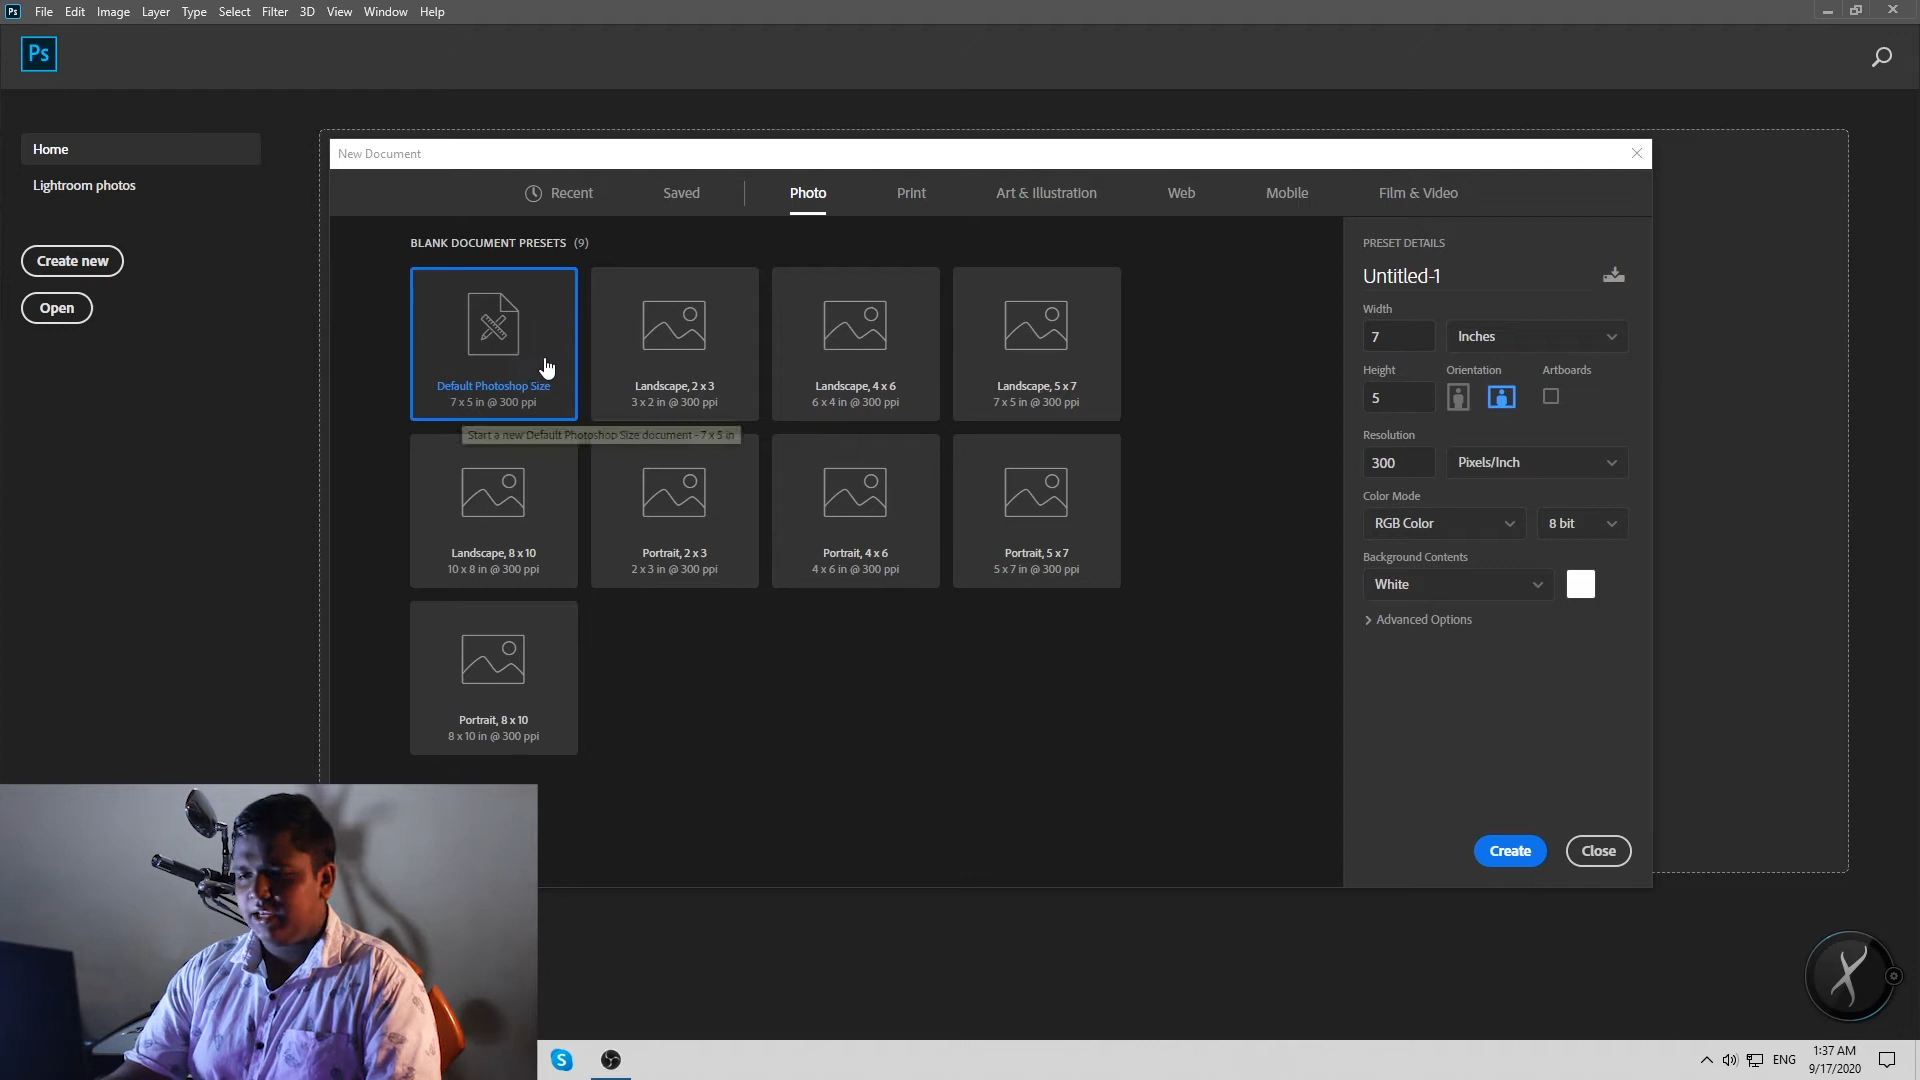 Ps File Edit Image Layer Type Select Filter 3D View Window Help
Ps
Home
Lightroom photos
Create new
Open
New Document
Recent Saved Photo Print Art & Illustration Web Mobile Film & Video
BLANK DOCUMENT PRESETS (9)
Default Photoshop Size
7 x 5 in @ 300 ppi
Landscape, 2 x 3
3 x 2 in @ 300 ppi
Landscape, 4 x 6
6 x 4 in @ 300 ppi
Landscape, 5 x 7
7 x 5 in @ 300 ppi
Start a new Default Photoshop Size document - 7 x 5 in
Landscape, 8 x 10
10 x 8 in @ 300 ppi
Portrait, 2 x 3
2 x 3 in @ 300 ppi
Portrait, 4 x 6
4 x 6 in @ 300 ppi
Portrait, 5 x 7
5 x 7 in @ 300 ppi
Portrait, 8 x 10
8 x 10 in @ 300 ppi
PRESET DETAILS
Untitled-1
Width
7 Inches
Height Orientation Artboards
5
Resolution
300 Pixels/Inch
Color Mode
RGB Color 8 bit
Background Contents
White
Advanced Options
Create Close
S
ENG
1:37 AM
9/17/2020